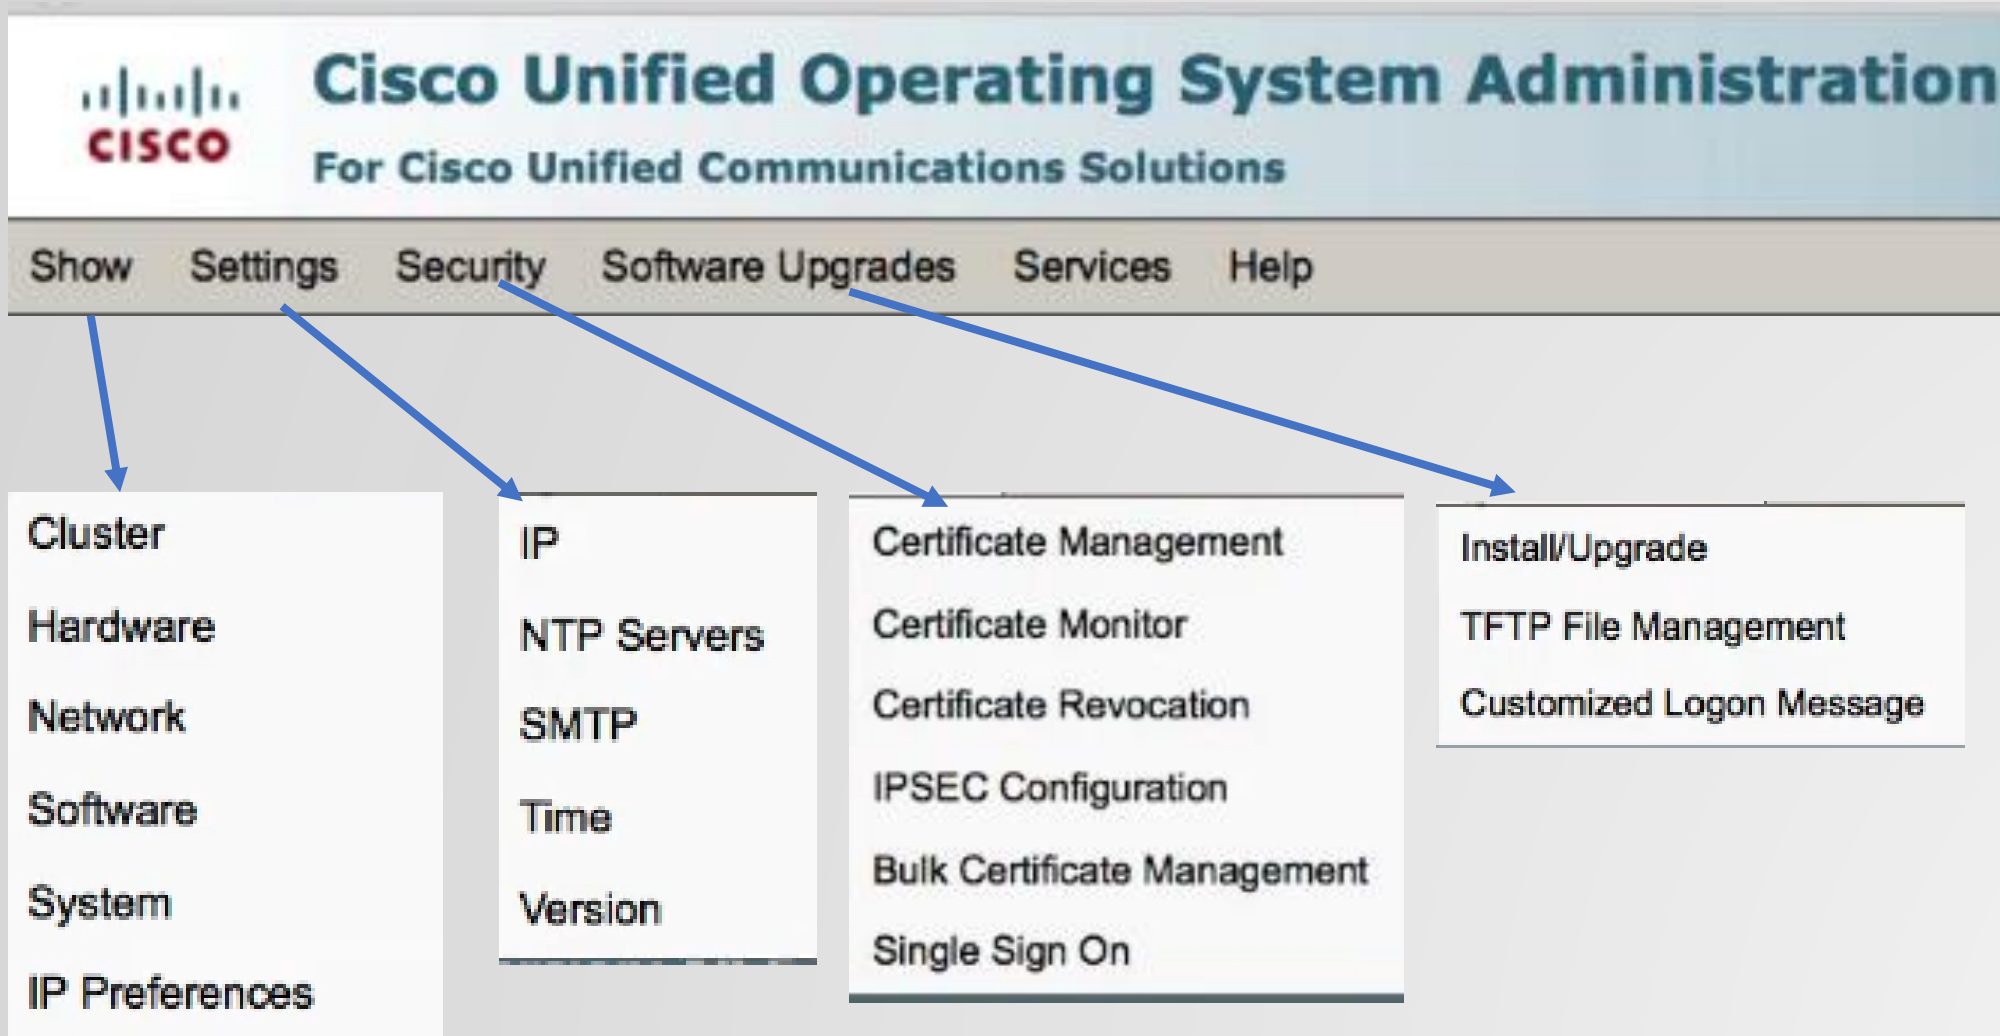 Cisco Unified Operating System Administration
CISCO
For Cisco Unified Communications Solutions
Show Settings Security Software Upgrades Services Help
Cluster
Hardware
Network
Software
System
IP Preferences
IP
NTP Servers
SMTP
Time
Version
Certificate Management
Certificate Monitor
Certificate Revocation
IPSEC Configuration
Bulk Certificate Management
Single Sign On
Install/Upgrade
TFTP File Management
Customized Logon Message